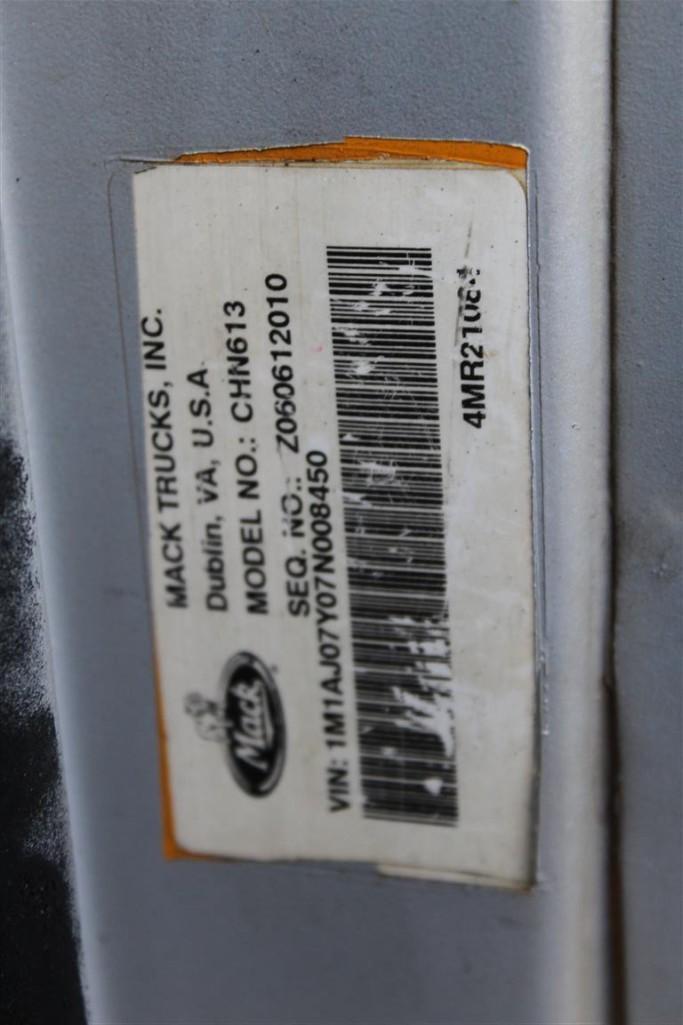 MACK TRUCKS, INC.
Dublin, VA, U.S.A.
MODEL NO.: CHN613
SEQ. NO.: Z060612010
Mack
VIN: 1M1AJ07Y07N008450